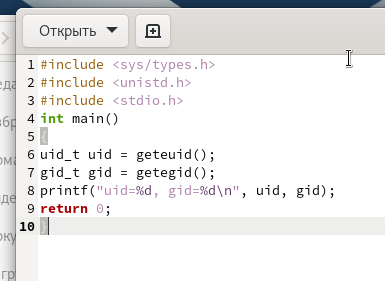 Открыть
1 #include <sys/types.h>
2 #include <unistd.h>
3 #include <stdio.h>
4 int main()
5 {
6 uid_t uid = geteuid();
7 gid_t gid = getegid();
8 printf("uid=%d, gid=%d\n", uid, gid);
9 return 0;
10 }